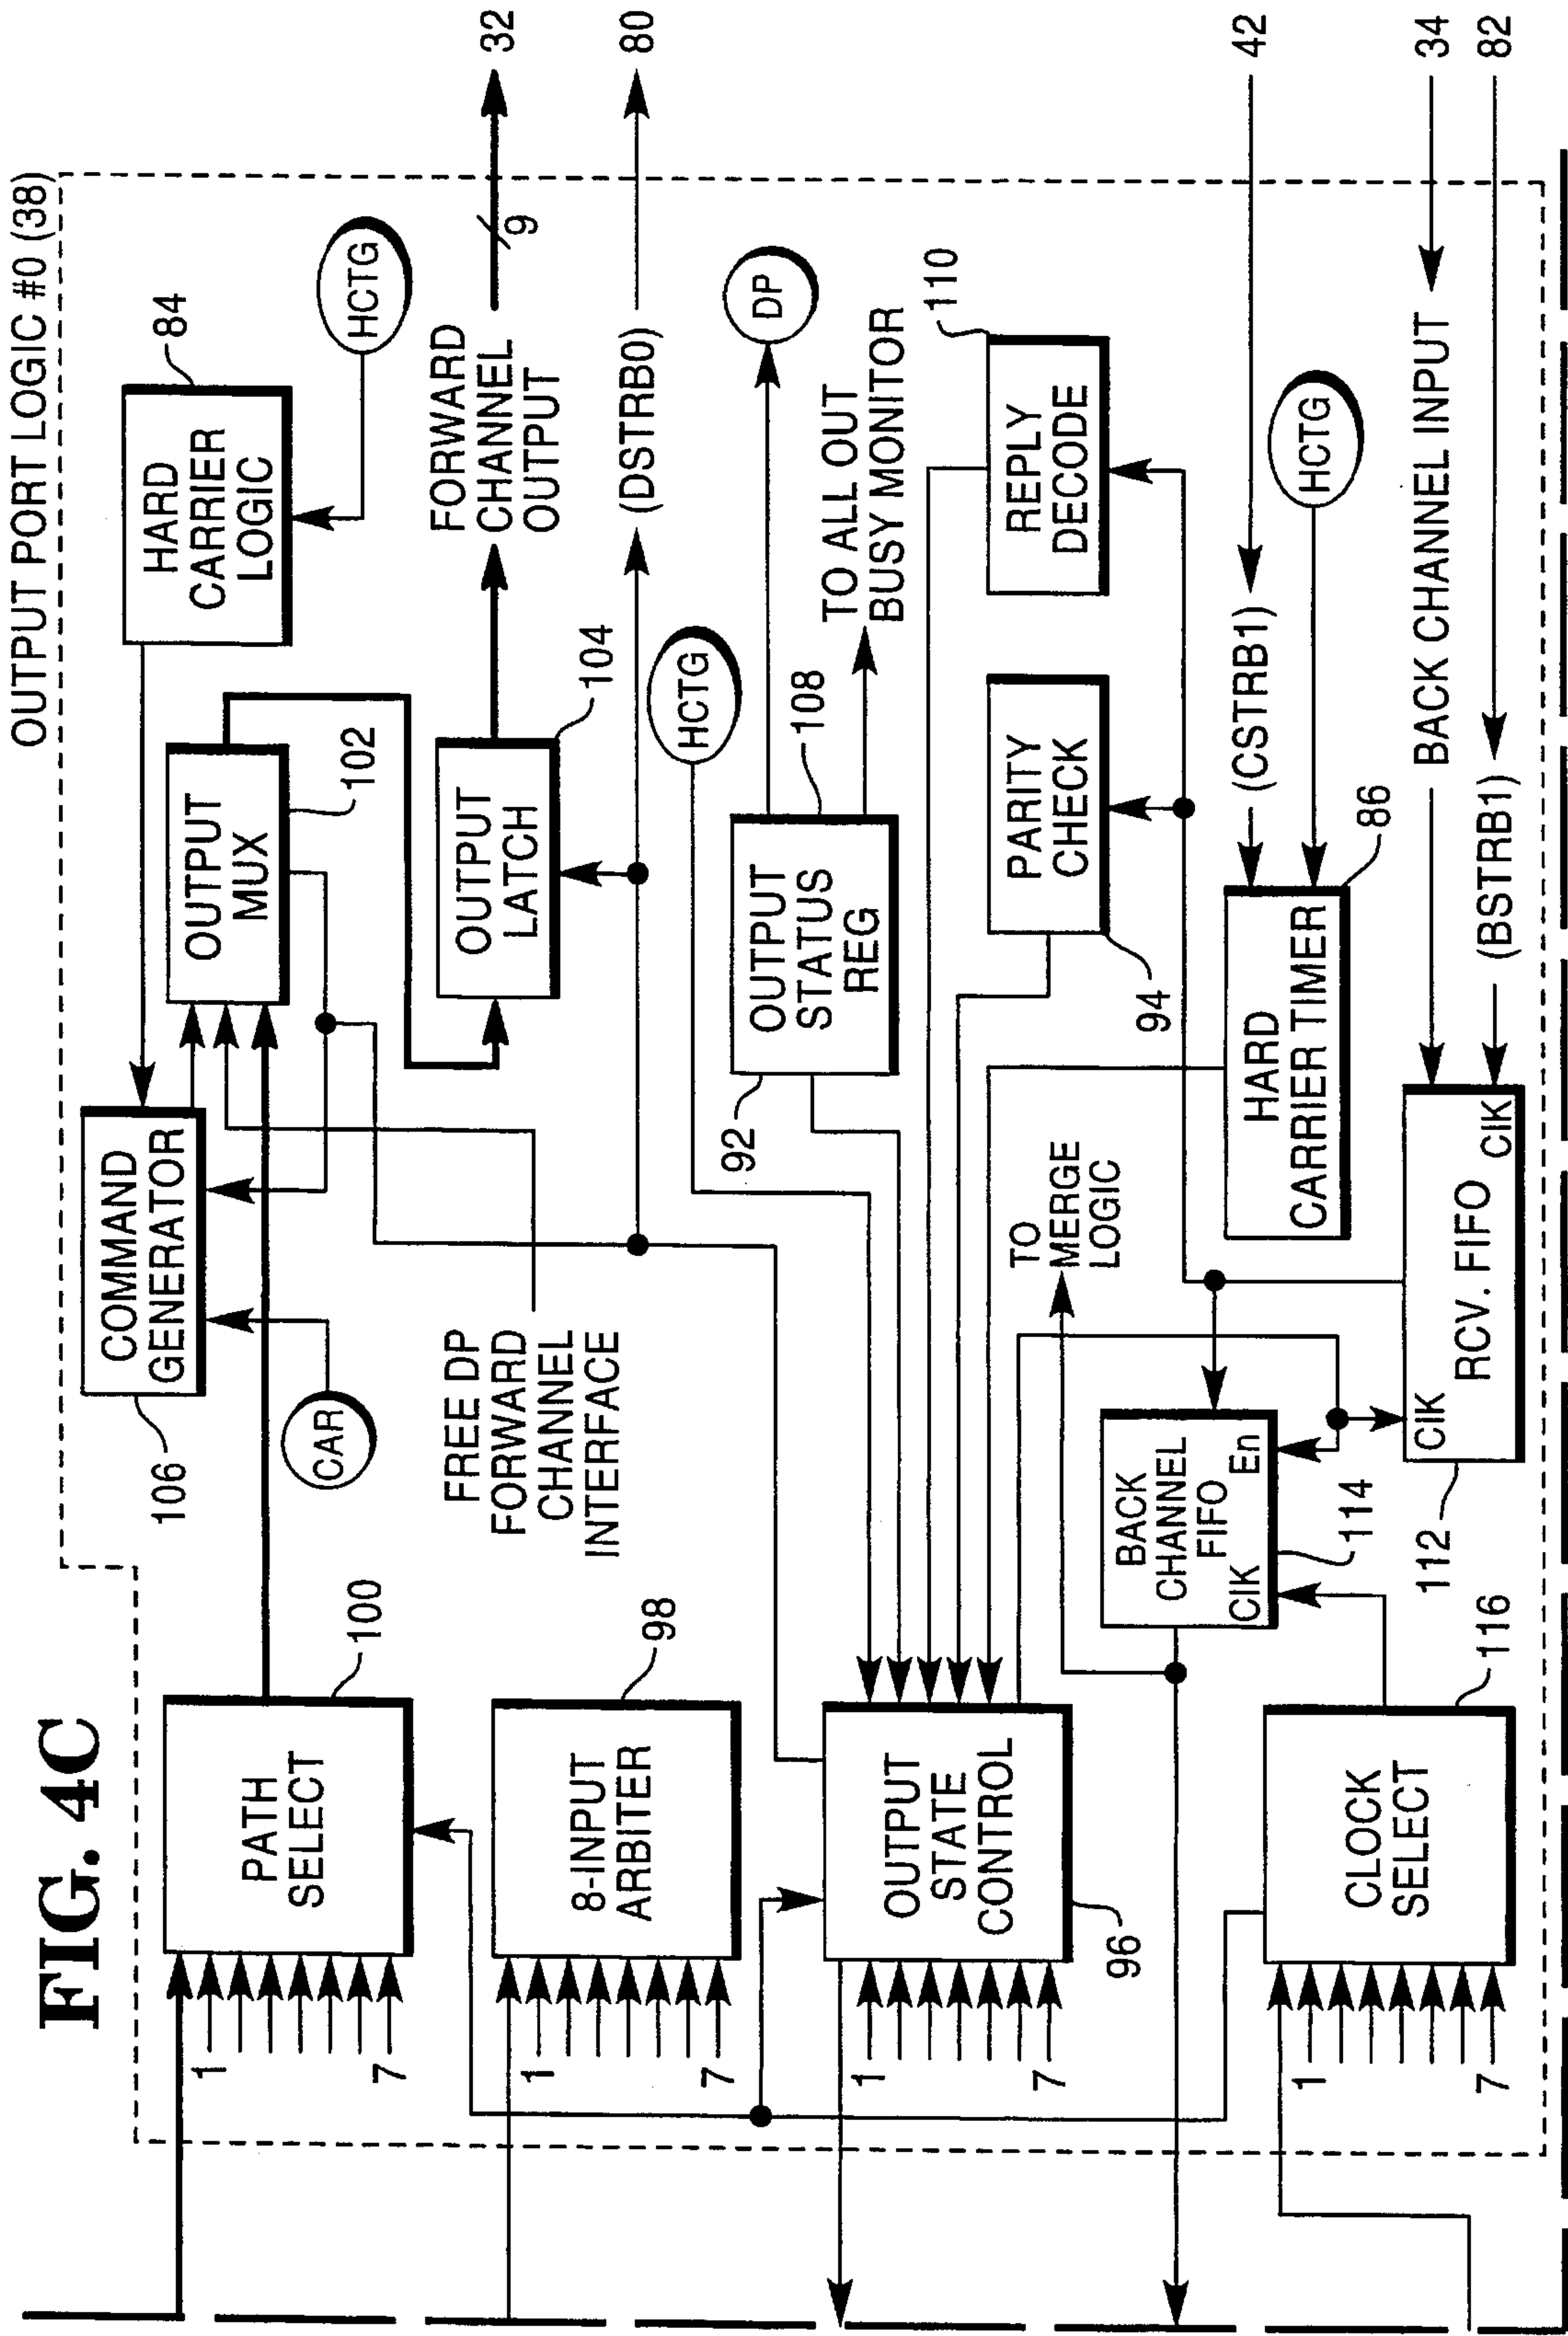 FIG. 4C
OUTPUT PORT LOGIC #0 (38)
COMMAND
GENERATOR
106
CAR
HARD
CARRIER
LOGIC
84
HCTG
OUTPUT
MUX
102
PATH
SELECT
100
1
7
FREE DP
FORWARD
CHANNEL
INTERFACE
OUTPUT
LATCH
104
FORWARD
CHANNEL
OUTPUT
9
32
(DSTRB0)
80
8-INPUT
ARBITER
98
1
7
HCTG
OUTPUT
STATUS
REG
92
108
DP
TO ALL OUT
BUSY MONITOR
OUTPUT
STATE
CONTROL
96
1
7
PARITY
CHECK
94
REPLY
DECODE
110
TO
MERGE
LOGIC
BACK
CHANNEL
FIFO
ClK
En
114
HARD
CARRIER TIMER
86
(CSTRB1)
42
HCTG
CLOCK
SELECT
116
1
7
ClK
RCV. FIFO
ClK
112
BACK CHANNEL INPUT
34
(BSTRB1)
82